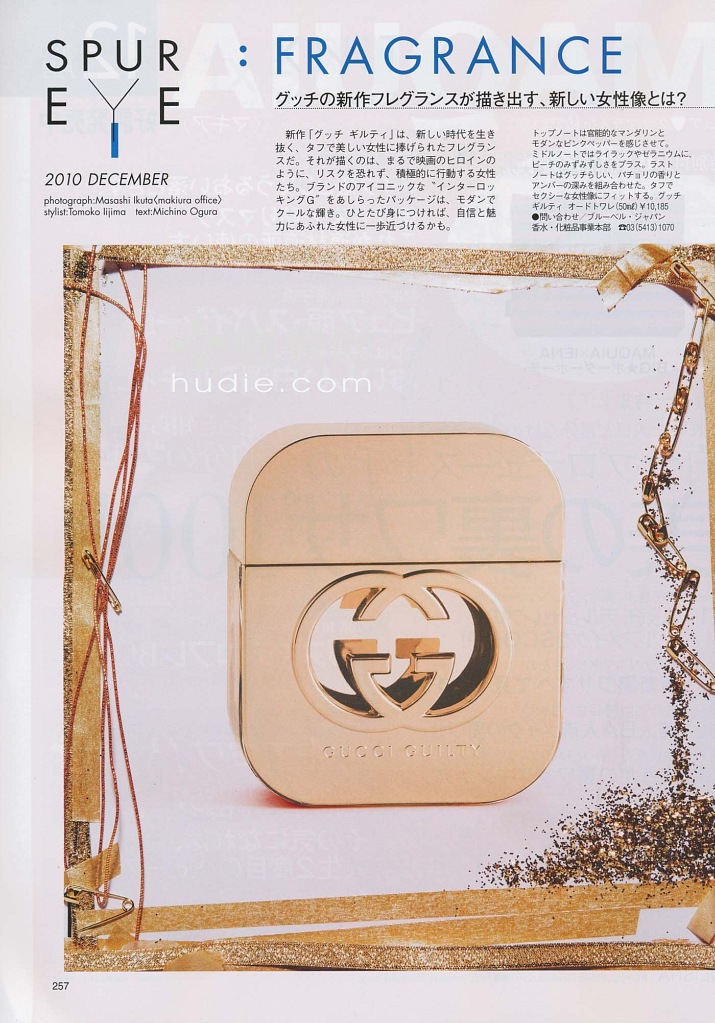 SPUR
EYE
: FRAGRANCE
グッチの新作フレグランスが描き出す、新しい女性像とは?
2010 DECEMBER
photograph:Masashi Ikuta〈makiura office〉
stylist:Tomoko Iijima text:Michino Ogura
新作「グッチ ギルティ」は、新しい時代を生き
抜く、タフで美しい女性に捧げられたフレグラン
スだ。それが描くのは、まるで映画のヒロインの
ように、リスクを恐れず、積極的に行動する女性
たち。ブランドのアイコニックな“インターロッ
キングG”をあしらったパッケージは、モダンで
クールな輝き。ひとたび身につければ、自信と魅
力にあふれた女性に一歩近づけるかも。
トップノートは官能的なマンダリンと
モダンなピンクペッパーを感じさせて。
ミドルノートではライラックやゼラニウムに、
ピーチのみずみずしさをプラス。ラスト
ノートはグッチらしい、パチョリの香りと
アンバーの深みを組み合わせた。タフで
セクシーな女性像にフィットする。グッチ
ギルティ オードトワレ(50㎖)¥10,185
●問い合わせ/ブルーベル・ジャパン
香水・化粧品事業本部 ☎03(5413)1070
hudie.com
GUCCI GUILTY
257